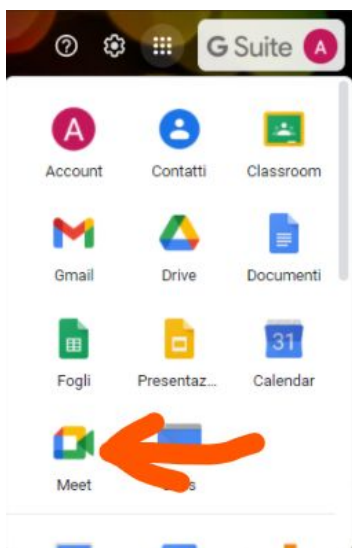 G Suite A
A
Account Contatti Classroom
Gmail Drive Documenti
31
Fogli Presentaz... Calendar
Meet